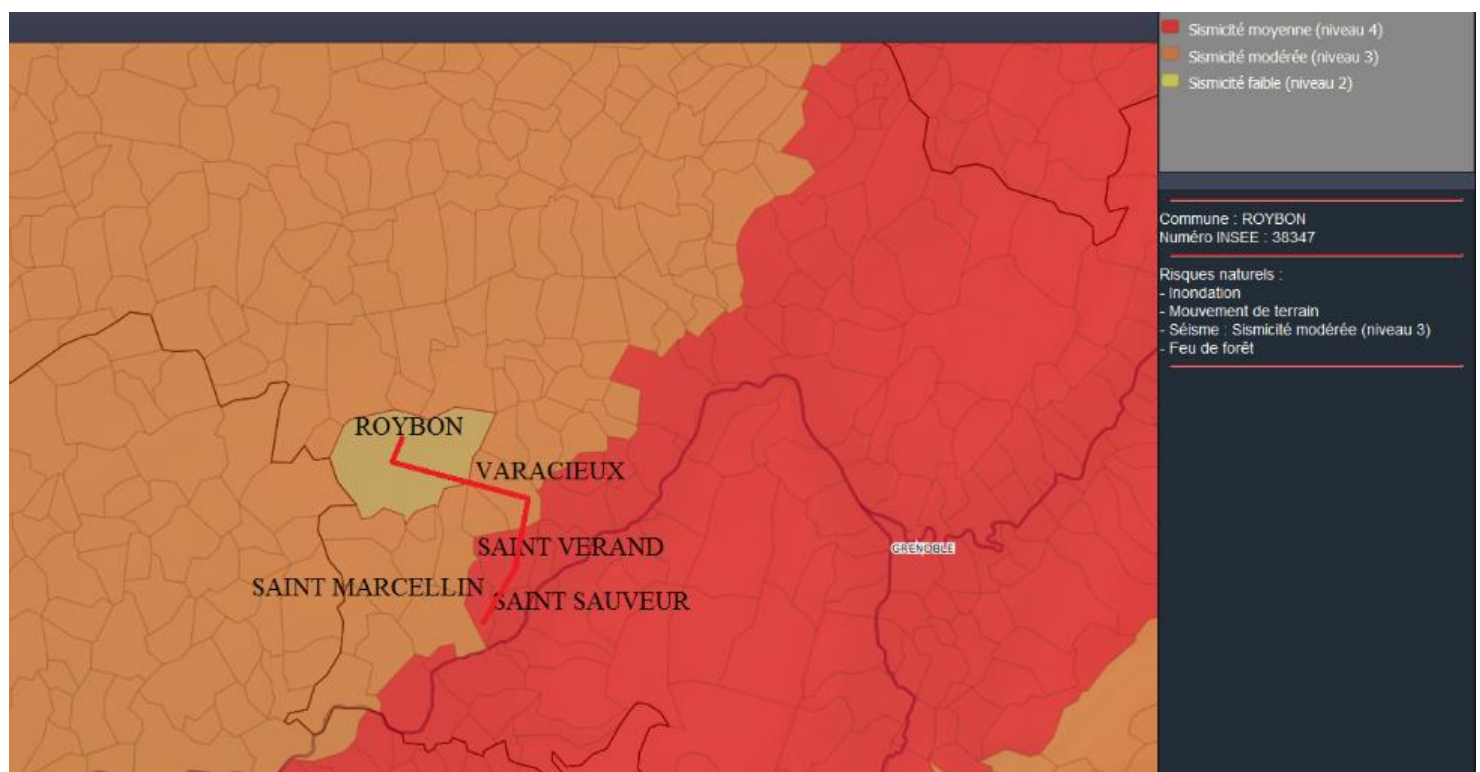 Sismicité moyenne (niveau 4)
Sismicité modérée (niveau 3)
Sismicité faible (niveau 2)
Commune : ROYBON
Numéro INSEE : 38347
Risques naturels :
- Inondation
- Mouvement de terrain
- Séisme : Sismicité modérée (niveau 3)
- Feu de forêt
ROYBON
VARACIEUX
SAINT VERAND
GRENOBLE
SAINT MARCELLIN
SAINT SAUVEUR